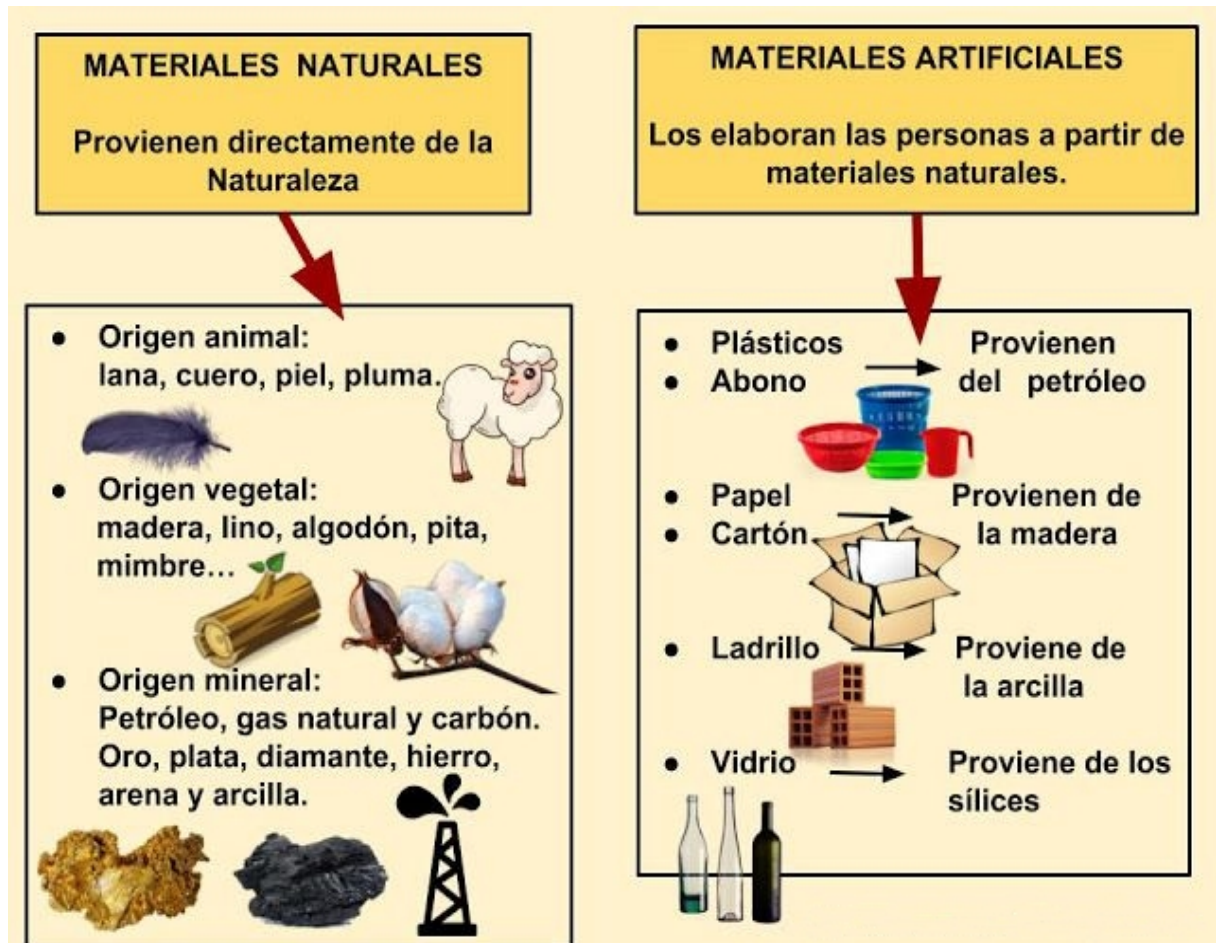 MATERIALES NATURALES
Provienen directamente de la
Naturaleza
MATERIALES ARTIFICIALES
Los elaboran las personas a partir de
materiales naturales.
● Origen animal:
lana, cuero, piel, pluma.
● Origen vegetal:
madera, lino, algodón, pita,
mimbre...
● Origen mineral:
Petróleo, gas natural y carbón.
Oro, plata, diamante, hierro,
arena y arcilla.
● Plásticos Provienen
● Abono del petróleo
● Papel Provienen de
● Cartón la madera
● Ladrillo Proviene de
la arcilla
● Vidrio Proviene de los
sílices